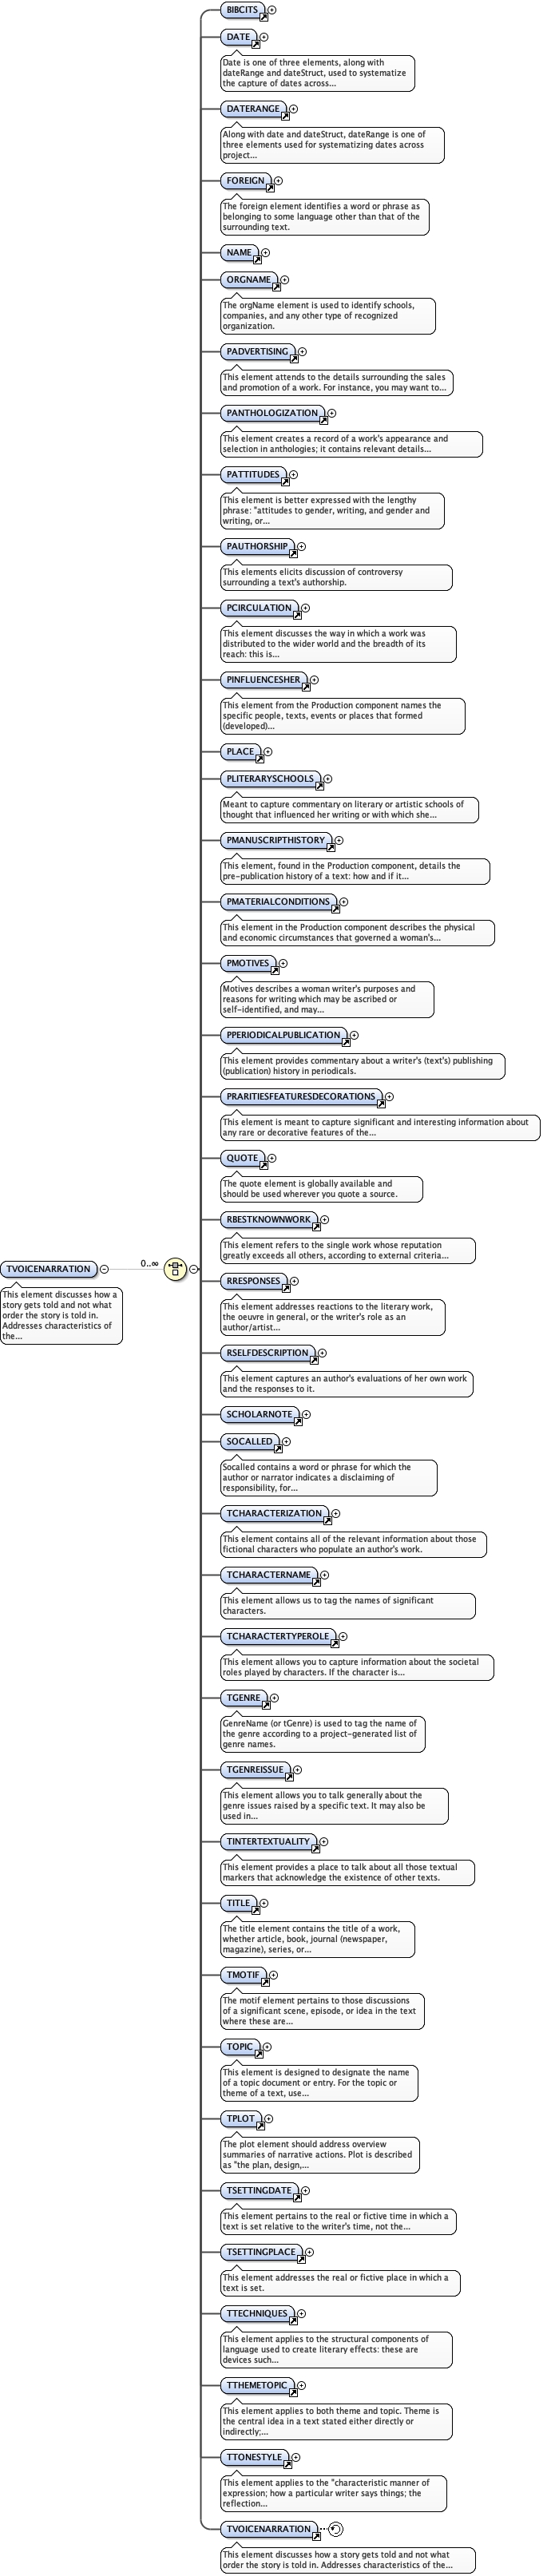 BIBCITS
DATE
Date is one of three elements, along with
dateRange and dateStruct, used to systematize
the capture of dates across...
DATERANGE
Along with date and dateStruct, dateRange is one of
three elements used for systematizing dates across
project...
FOREIGN
The foreign element identifies a word or phrase as
belonging to some language other than that of the
surrounding text.
NAME
ORGNAME
The orgName element is used to identify schools,
companies, and any other type of recognized
organization.
PADVERTISING
This element attends to the details surrounding the sales
and promotion of a work. For instance, you may want to...
PANTHOLOGIZATION
This element creates a record of a work's appearance and
selection in anthologies; it contains relevant details...
PATTITUDES
This element is better expressed with the lengthy
phrase: "attitudes to gender, writing, and gender and
writing, or...
PAUTHORSHIP
This elements elicits discussion of controversy
surrounding a text's authorship.
PCIRCULATION
This element discusses the way in which a work was
distributed to the wider world and the breadth of its
reach: this is...
PINFLUENCESHER
This element from the Production component names the
specific people, texts, events or places that formed
(developed)...
PLACE
PLITERARYSCHOOLS
Meant to capture commentary on literary or artistic schools of
thought that influenced her writing or with which she...
PMANUSCRIPTHISTORY
This element, found in the Production component, details the
pre-publication history of a text: how and if it...
PMATERIALCONDITIONS
This element in the Production component describes the physical
and economic circumstances that governed a woman's...
PMOTIVES
Motives describes a woman writer's purposes and
reasons for writing which may be ascribed or
self-identified, and may...
PPERIODICALPUBLICATION
This element provides commentary about a writer's (text's) publishing
(publication) history in periodicals.
PRARITIESFEATURESDECORATIONS
This element is meant to capture significant and interesting information about
any rare or decorative features of the...
QUOTE
The quote element is globally available and
should be used wherever you quote a source.
RBESTKNOWNWORK
This element refers to the single work whose reputation
greatly exceeds all others, according to external criteria...
TVOICENARRATION
0..∞
This element discusses how a
story gets told and not what
order the story is told in.
Addresses characteristics of
the...
RRESPONSES
This element addresses reactions to the literary work,
the oeuvre in general, or the writer's role as an
author/artist...
RSELFDESCRIPTION
This element captures an author's evaluations of her own work
and the responses to it.
SCHOLARNOTE
SOCALLED
Socalled contains a word or phrase for which the
author or narrator indicates a disclaiming of
responsibility, for...
TCHARACTERIZATION
This element contains all of the relevant information about those
fictional characters who populate an author's work.
TCHARACTERNAME
This element allows us to tag the names of significant
characters.
TCHARACTERTYPEROLE
This element allows you to capture information about the societal
roles played by characters. If the character is...
TGENRE
GenreName (or tGenre) is used to tag the name of
the genre according to a project-generated list of
genre names.
TGENREISSUE
This element allows you to talk generally about the
genre issues raised by a specific text. It may also be
used in...
TINTERTEXTUALITY
This element provides a place to talk about all those textual
markers that acknowledge the existence of other texts.
TITLE
The title element contains the title of a work,
whether article, book, journal (newspaper,
magazine), series, or...
TMOTIF
The motif element pertains to those discussions
of a significant scene, episode, or idea in the text
where these are...
TOPIC
This element is designed to designate the name
of a topic document or entry. For the topic or
theme of a text, use...
TPLOT
The plot element should address overview
summaries of narrative actions. Plot is described
as "the plan, design,...
TSETTINGDATE
This element pertains to the real or fictive time in which a
text is set relative to the writer's time, not the...
TSETTINGPLACE
This element addresses the real or fictive place in which a
text is set.
TTECHNIQUES
This element applies to the structural components of
language used to create literary effects: these are
devices such...
TTHEMETOPIC
This element applies to both theme and topic. Theme is
the central idea in a text stated either directly or
indirectly;...
TTONESTYLE
This element applies to the "characteristic manner of
expression; how a particular writer says things; the
reflection...
TVOICENARRATION
This element discusses how a story gets told and not what
order the story is told in. Addresses characteristics of the...